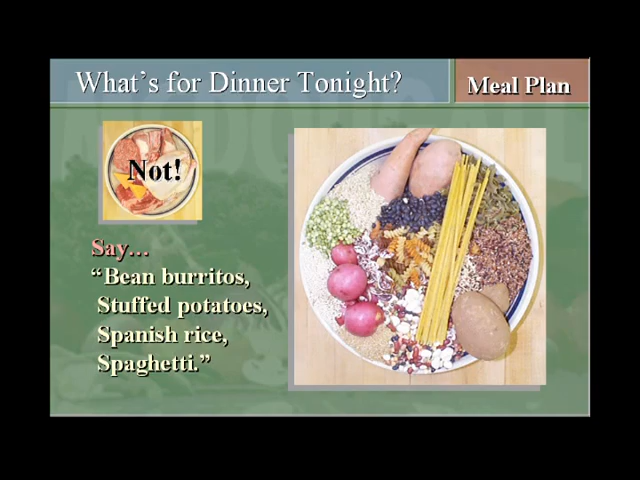 What's for Dinner Tonight?
Meal Plan
Not!
Say…
“Bean burritos,
Stuffed potatoes,
Spanish rice,
Spaghetti.”